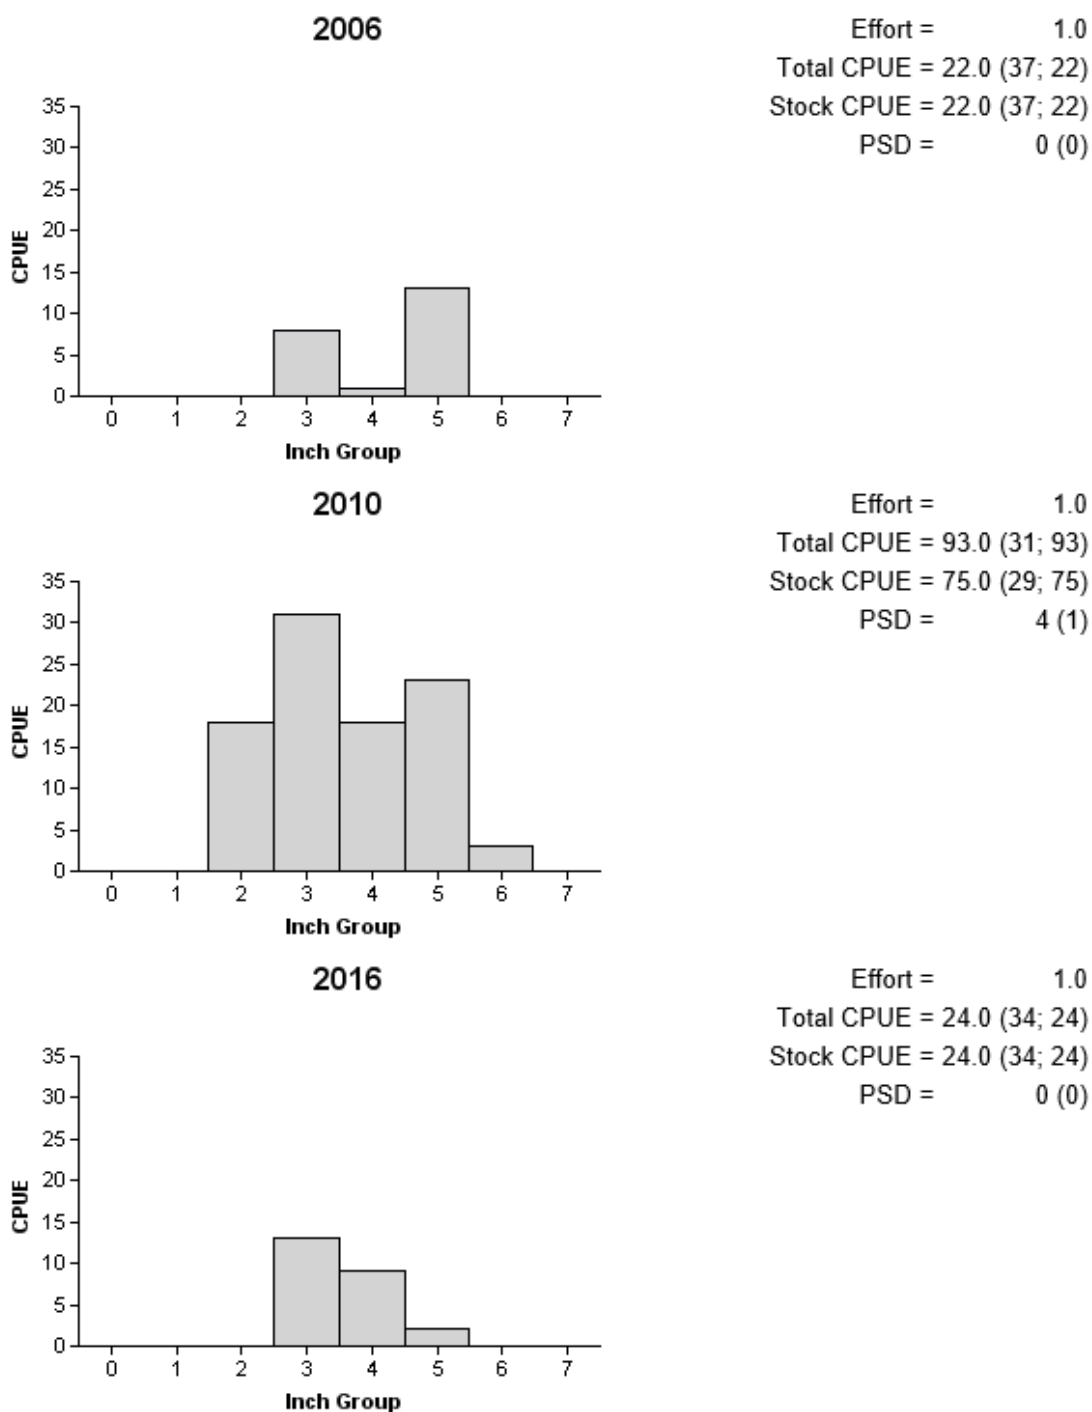 2006
Effort = 1.0
Total CPUE = 22.0 (37; 22)
Stock CPUE = 22.0 (37; 22)
PSD = 0 (0)
35
30
25
20
15
10
5
0
CPUE
0 1 2 3 4 5 6 7
Inch Group
2010
Effort = 1.0
Total CPUE = 93.0 (31; 93)
Stock CPUE = 75.0 (29; 75)
PSD = 4 (1)
35
30
25
20
15
10
5
0
CPUE
0 1 2 3 4 5 6 7
Inch Group
2016
Effort = 1.0
Total CPUE = 24.0 (34; 24)
Stock CPUE = 24.0 (34; 24)
PSD = 0 (0)
35
30
25
20
15
10
5
0
CPUE
0 1 2 3 4 5 6 7
Inch Group